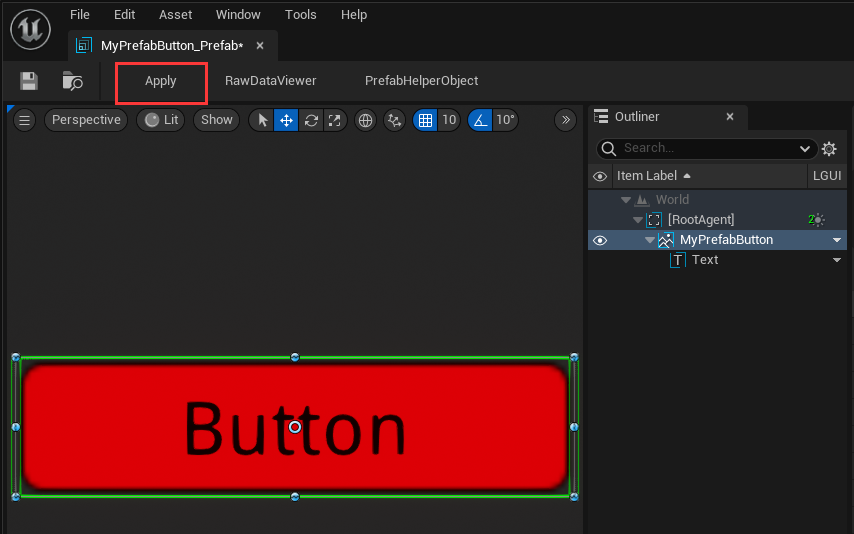 File Edit Asset Window Tools Help
MyPrefabButton_Prefab*
Apply RawDataViewer PrefabHelperObject
Perspective Lit Show 10 10°
Outliner
Search...
Item Label LGUI
World
[RootAgent] 2
MyPrefabButton
T Text
Button